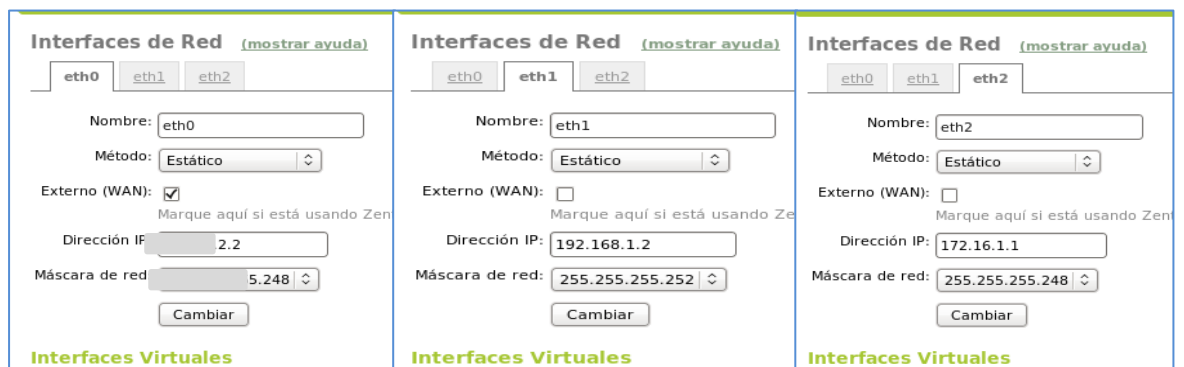 Interfaces de Red (mostrar ayuda)
eth0 eth1 eth2
Nombre: eth0
Método: Estático
Externo (WAN):
Marque aquí si está usando Zen
Dirección IP .2.2
Máscara de red 5.248
Cambiar
Interfaces Virtuales
Interfaces de Red (mostrar ayuda)
eth0 eth1 eth2
Nombre: eth1
Método: Estático
Externo (WAN):
Marque aquí si está usando Ze
Dirección IP: 192.168.1.2
Máscara de red: 255.255.255.252
Cambiar
Interfaces Virtuales
Interfaces de Red (mostrar ayuda)
eth0 eth1 eth2
Nombre: eth2
Método: Estático
Externo (WAN):
Marque aquí si está usando Zent
Dirección IP: 172.16.1.1
Máscara de red: 255.255.255.248
Cambiar
Interfaces Virtuales